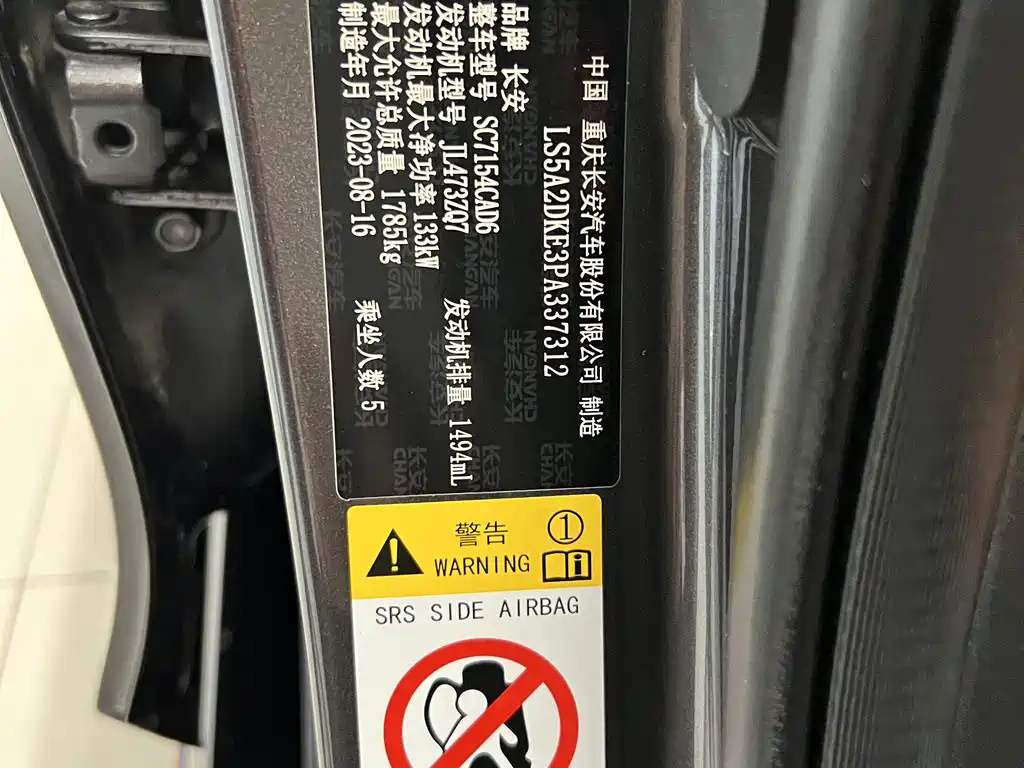 中国 重庆长安汽车股份有限公司 制造
LS5A2DKE3PA337312
品牌 长安
整车型号 SC7154CAD6
发动机型号 JL473ZQ7 发动机排量 1494mL
发动机最大净功率 133kW
最大允许总质量 1785kg
制造年月 2023-08-16 乘坐人数 5
警告 ①
WARNING
SRS SIDE AIRBAG